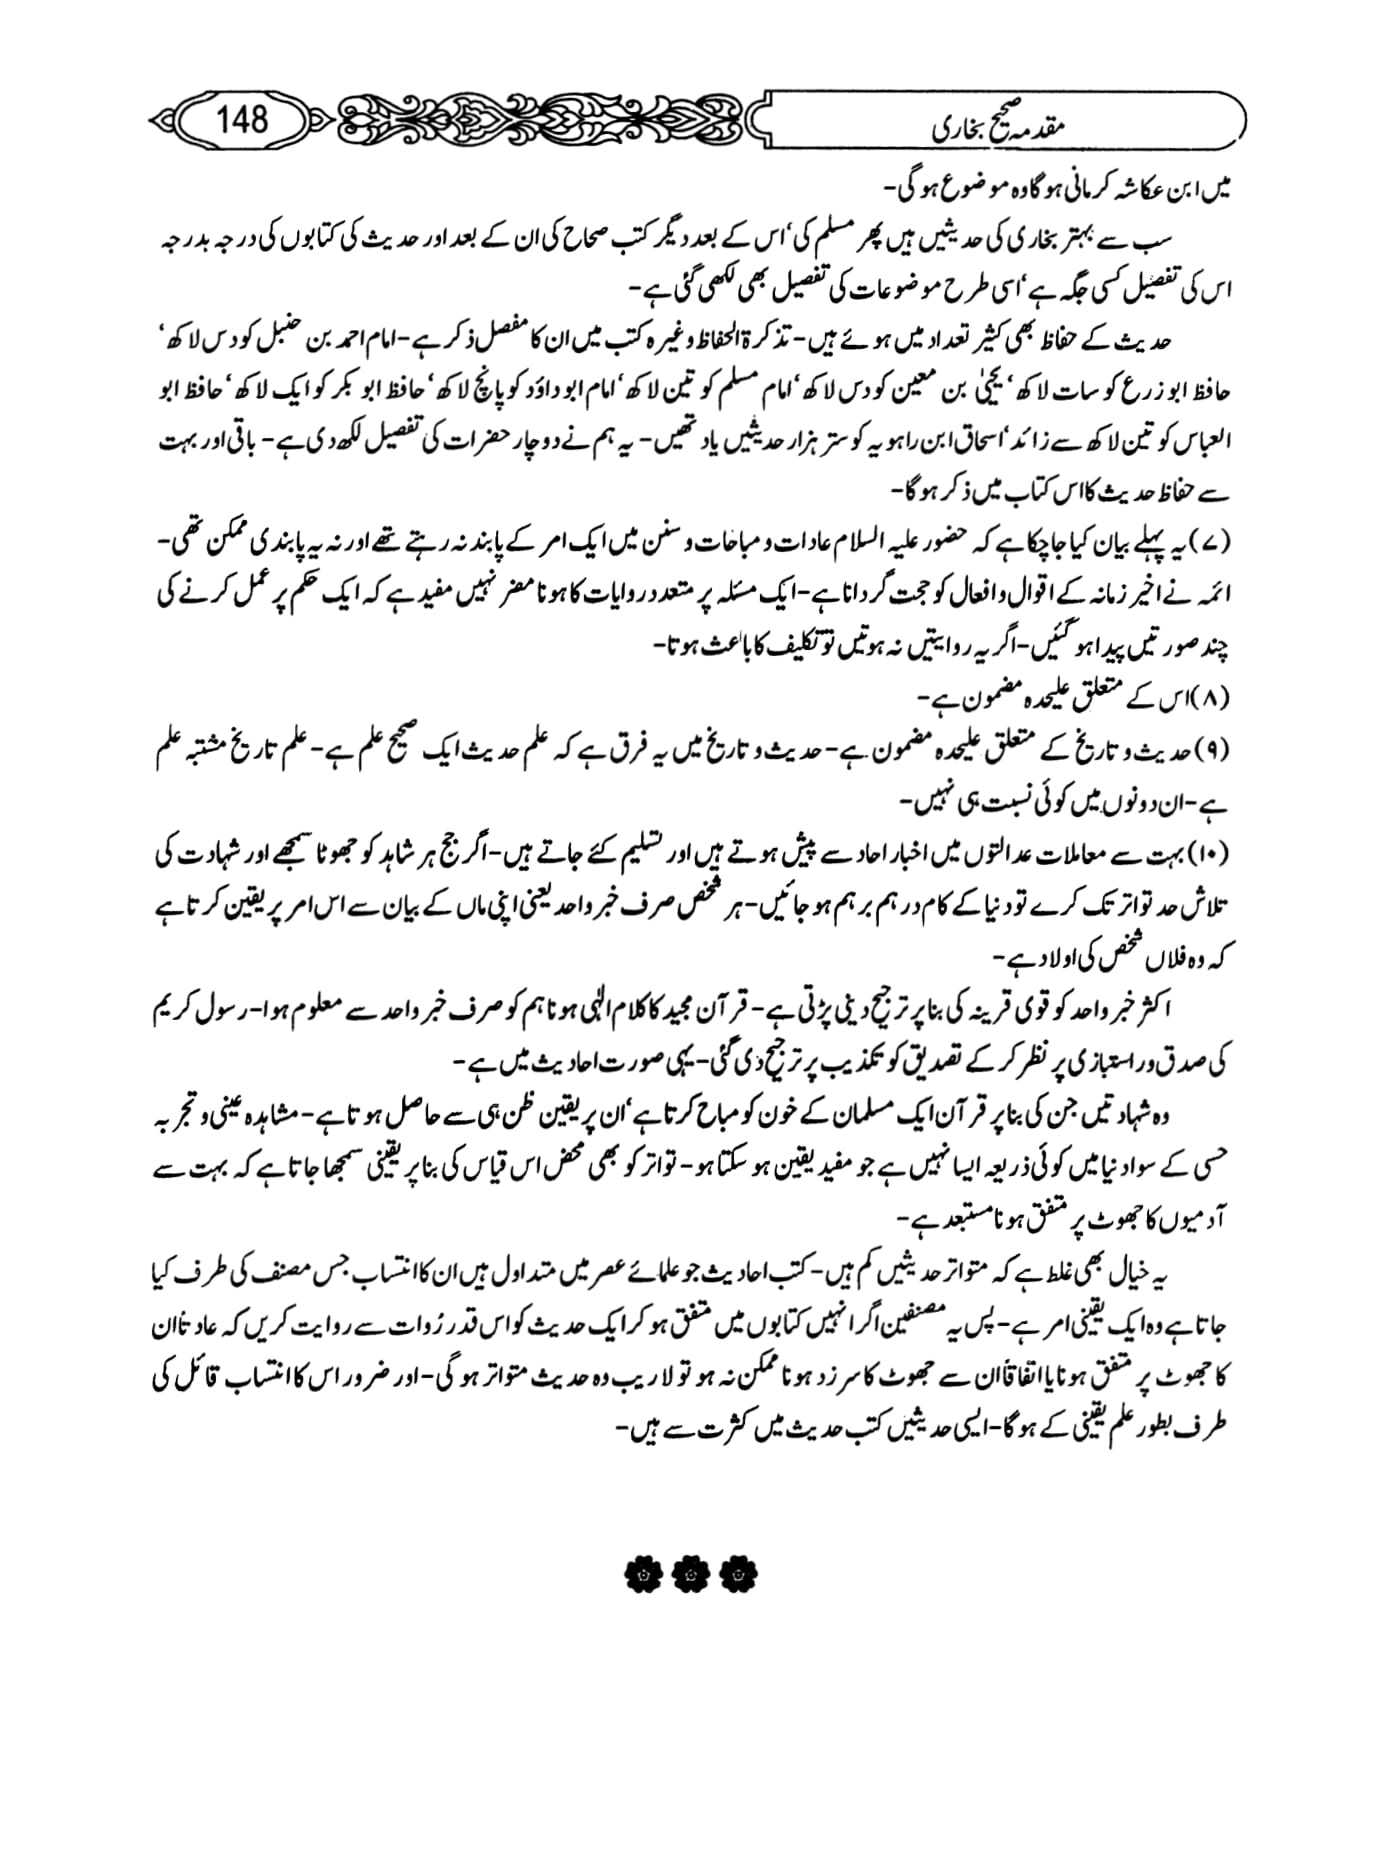 148
مقدمہ صحیح بخاری
میں ابن عکاشہ کرمانی ہوگا وہ موضوع ہوگی-
سب سے بہتر بخاری کی حدیثیں ہیں پھر مسلم کی' اس کے بعد دیگر کتب صحاح کی ان کے بعد اور حدیث کی کتابوں کی درجہ بدرجہ
اس کی تفصیل کسی جگہ ہے' اسی طرح موضوعات کی تفصیل بھی لکھی گئی ہے-
حدیث کے حفاظ بھی کثیر تعداد میں ہوئے ہیں- تذکرۃ الحفاظ وغیرہ کتب میں ان کا مفصل ذکر ہے- امام احمد بن حنبل کو دس لاکھ'
حافظ ابو زرع کو سات لاکھ' یحییٰ بن معین کو دس لاکھ' امام مسلم کو تین لاکھ' امام ابو داؤد کو پانچ لاکھ' حافظ ابو بکر کو ایک لاکھ' حافظ ابو
العباس کو تین لاکھ سے زائد' اسحاق ابن راہویہ کو ستر ہزار حدیثیں یاد تھیں- یہ ہم نے دو چار حضرات کی تفصیل لکھ دی ہے- باقی اور بہت
سے حفاظ حدیث کا اس کتاب میں ذکر ہوگا-
(۷) یہ پہلے بیان کیا جا چکا ہے کہ حضور علیہ السلام عادات و مباحات و سنن میں ایک امر کے پابند نہ رہتے تھے اور نہ یہ پابندی ممکن تھی-
ائمہ نے اخیر زمانہ کے اقوال و افعال کو حجت گردانا ہے- ایک مسئلہ پر متعدد روایات کا ہونا مضر نہیں مفید ہے کہ ایک حکم پر عمل کرنے کی
چند صورتیں پیدا ہو گئیں- اگر یہ روایتیں نہ ہوتیں تو تکلیف کا باعث ہوتا-
(۸) اس کے متعلق علیحدہ مضمون ہے-
(۹) حدیث و تاریخ کے متعلق علیحدہ مضمون ہے- حدیث و تاریخ میں یہ فرق ہے کہ علم حدیث ایک صحیح علم ہے- علم تاریخ مشتبہ علم
ہے- ان دونوں میں کوئی نسبت ہی نہیں-
(۱۰) بہت سے معاملات عدالتوں میں اخبار احاد سے پیش ہوتے ہیں اور تسلیم کئے جاتے ہیں- اگر جج ہر شاہد کو جھوٹا سمجھے اور شہادت کی
تلاش حد تواتر تک کرے تو دنیا کے کام درہم برہم ہو جائیں- ہر شخص صرف خبر واحد یعنی اپنی ماں کے بیان سے اس امر پر یقین کرتا ہے
کہ وہ فلاں شخص کی اولاد ہے-
اکثر خبر واحد کو قوی قرینہ کی بنا پر ترجیح دینی پڑتی ہے- قرآن مجید کا کلام الٰہی ہونا ہم کو صرف خبر واحد سے معلوم ہوا- رسول کریم
کی صدق و راستبازی پر نظر کر کے تصدیق کو تکذیب پر ترجیح دی گئی- یہی صورت احادیث میں ہے-
وہ شہادتیں جن کی بنا پر قرآن ایک مسلمان کے خون کو مباح کرتا ہے' ان پر یقین ظن ہی سے حاصل ہوتا ہے- مشاہدہ عینی و تجربہ
حسی کے سوا دنیا میں کوئی ذریعہ ایسا نہیں ہے جو مفید یقین ہو سکتا ہو- تواتر کو بھی محض اس قیاس کی بنا پر یقینی سمجھا جاتا ہے کہ بہت سے
آدمیوں کا جھوٹ پر متفق ہونا مستبعد ہے-
یہ خیال بھی غلط ہے کہ متواتر حدیثیں کم ہیں- کتب احادیث جو علمائے عصر میں متداول ہیں ان کا انتساب جس مصنف کی طرف کیا
جاتا ہے وہ ایک یقینی امر ہے- پس یہ مصنفین اگر انہیں کتابوں میں متفق ہو کر ایک حدیث کو اس قدر رُوات سے روایت کریں کہ عادتاً ان
کا جھوٹ پر متفق ہونا یا اتفاقاً ان سے جھوٹ کا سرزد ہونا ممکن نہ ہو تو لاریب وہ حدیث متواتر ہوگی- اور ضرور اس کا انتساب قائل کی
طرف بطور علم یقینی کے ہوگا- ایسی حدیثیں کتب حدیث میں کثرت سے ہیں-